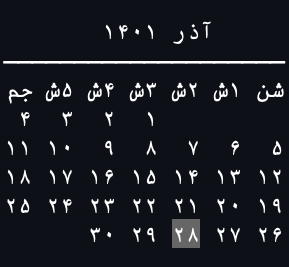 آذر ۱۴۰۱
شن ۱ش ۲ش ۳ش ۴ش ۵ش جم
۱ ۲ ۳ ۴
۵ ۶ ۷ ۸ ۹ ۱۰ ۱۱
۱۲ ۱۳ ۱۴ ۱۵ ۱۶ ۱۷ ۱۸
۱۹ ۲۰ ۲۱ ۲۲ ۲۳ ۲۴ ۲۵
۲۶ ۲۷ ۲۸ ۲۹ ۳۰